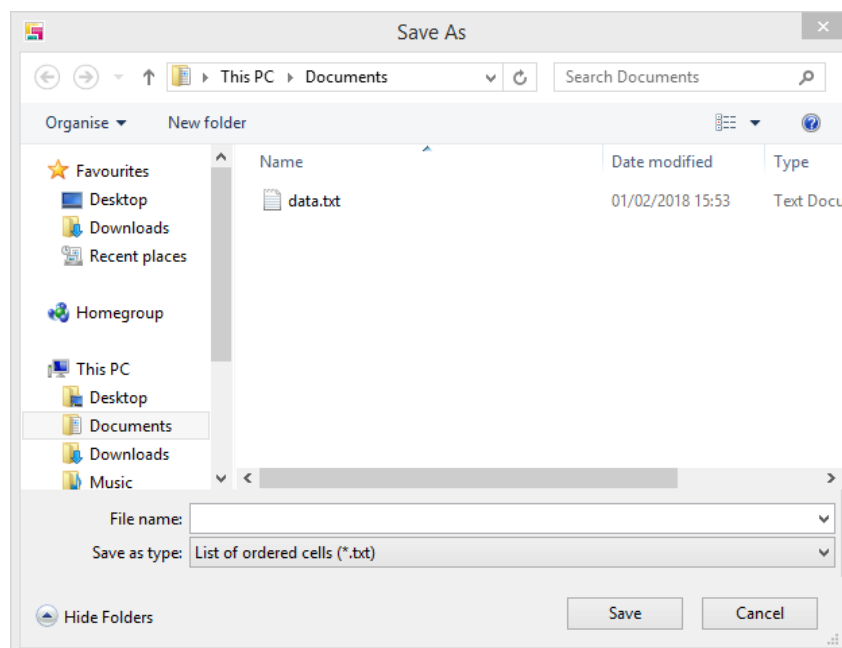 Save As
This PC Documents
Search Documents
Organise
New folder
Name
Date modified
Type
data.txt
01/02/2018 15:53
Text Docu
Favourites
Desktop
Downloads
Recent places
Homegroup
This PC
Desktop
Documents
Downloads
Music
File name:
Save as type: List of ordered cells (*.txt)
Hide Folders
Save
Cancel